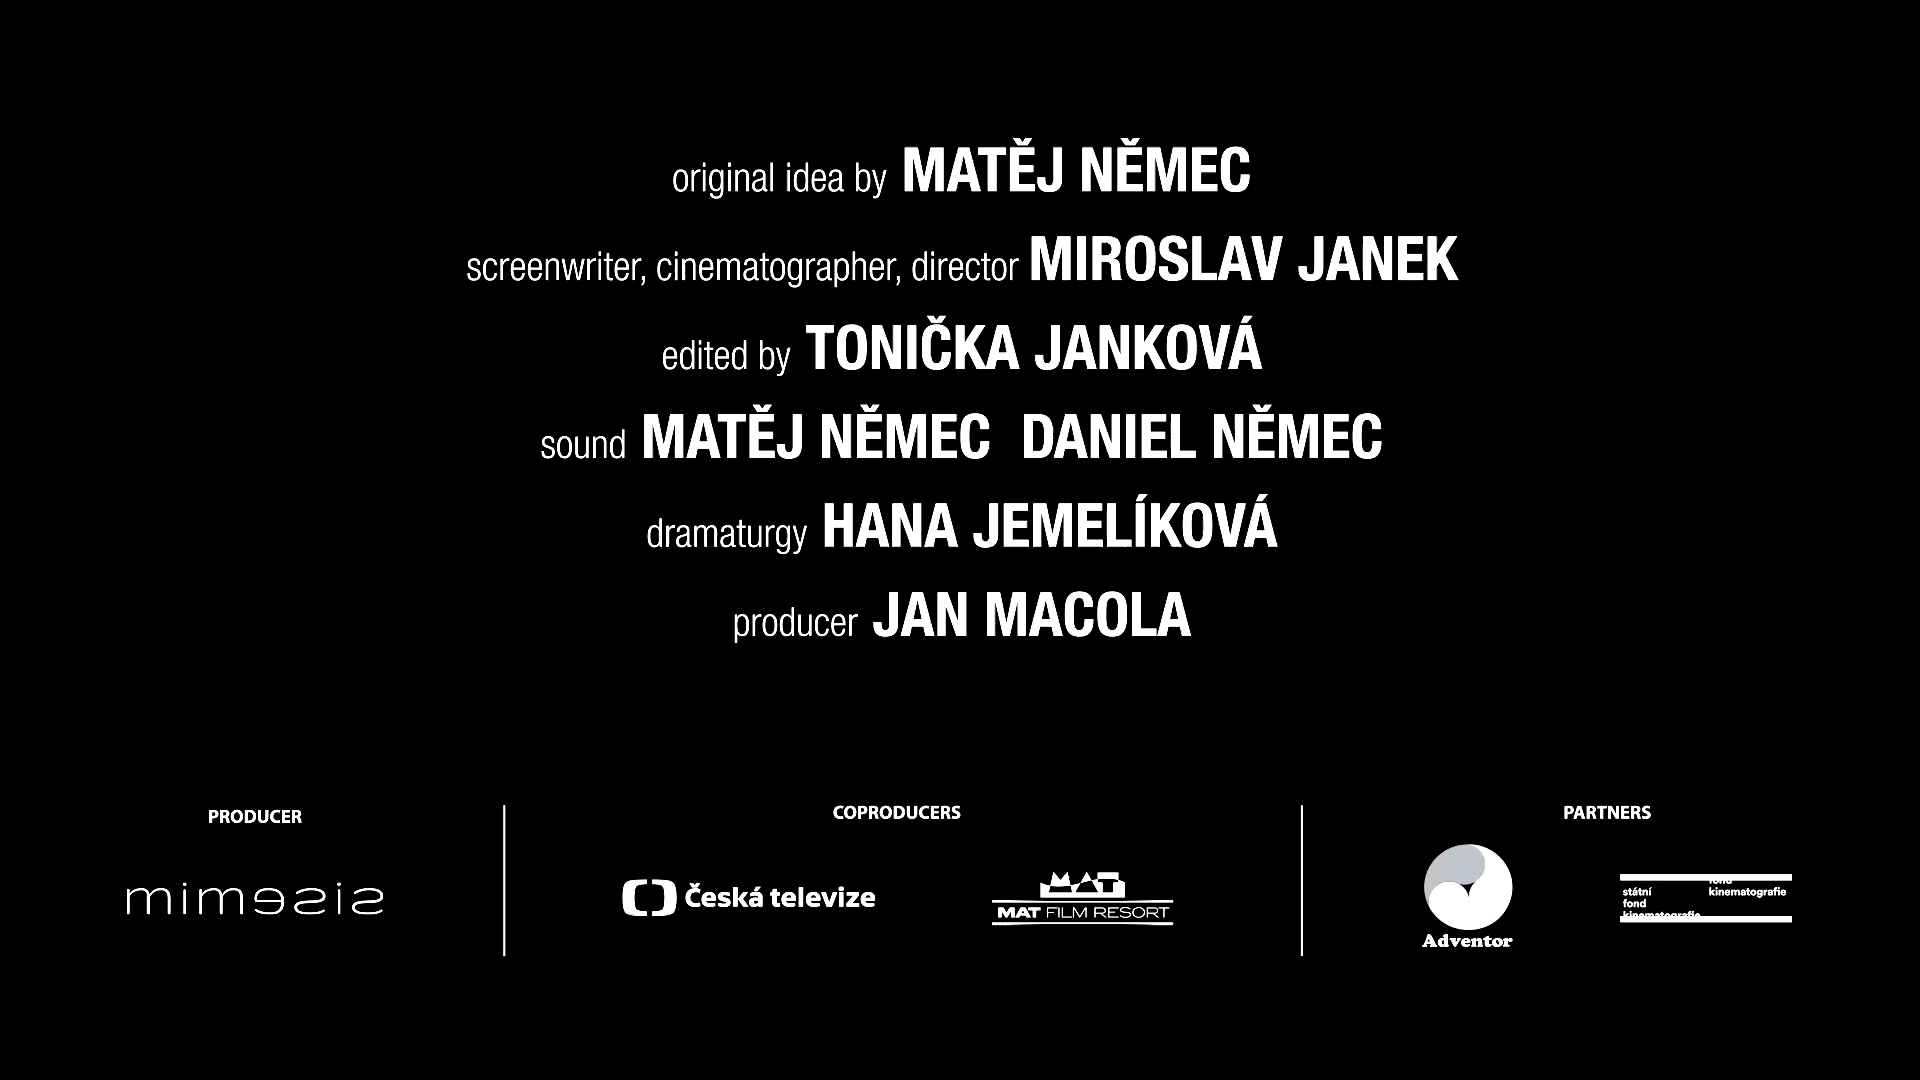 original idea by MATĚJ NĚMEC
screenwriter, cinematographer, director MIROSLAV JANEK
edited by TONIČKA JANKOVÁ
sound MATĚJ NĚMEC DANIEL NĚMEC
dramaturgy HANA JEMELÍKOVÁ
producer JAN MACOLA
PRODUCER
mimesis
COPRODUCERS
Česká televize
MAT
MAT FILM RESORT
PARTNERS
Adventor
státní
fond
kinematografie
fond
kinematografie